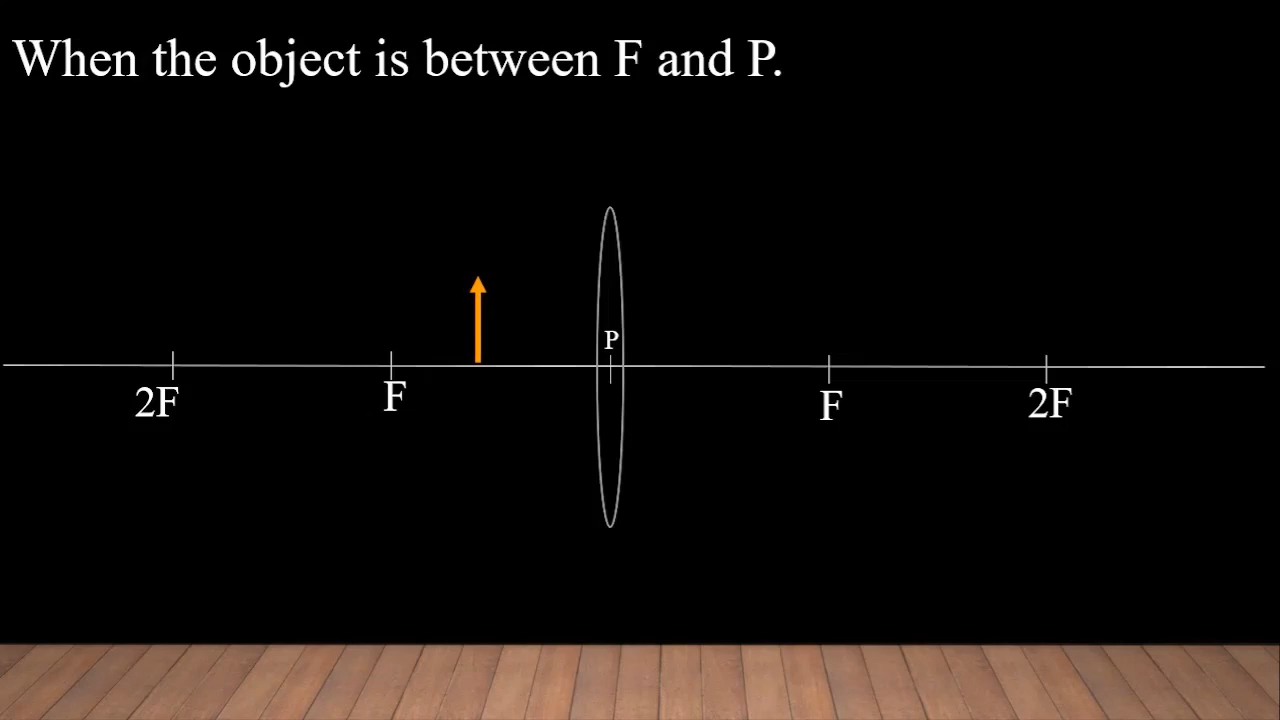 When the object is between F and P.
P
2F
F
F
2F